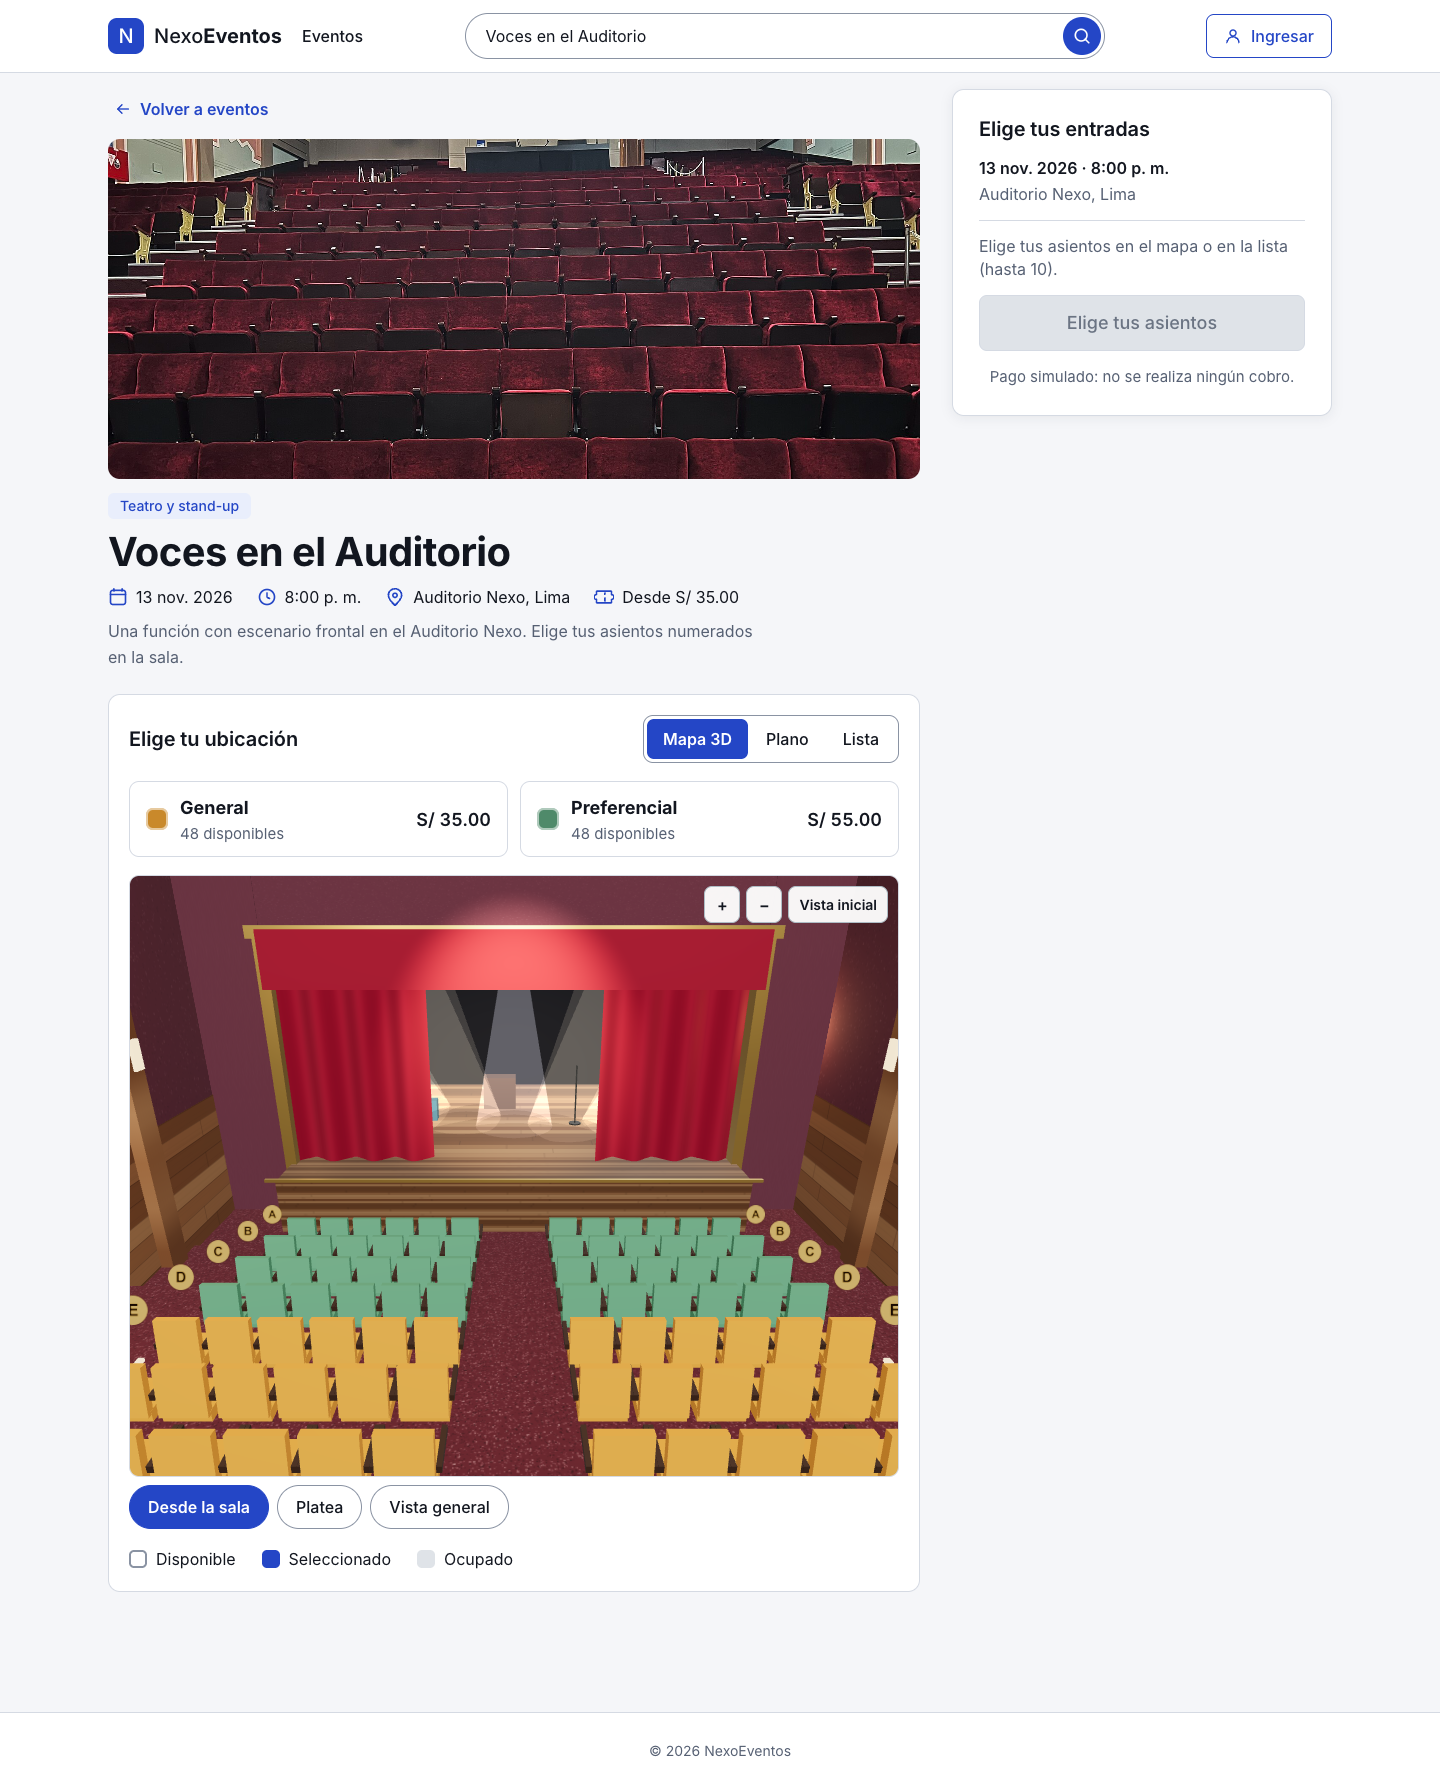 N NexoEventos Eventos Voces en el Auditorio Ingresar
Volver a eventos
Teatro y stand-up
Voces en el Auditorio
13 nov. 2026 8:00 p. m. Auditorio Nexo, Lima Desde S/ 35.00
Una función con escenario frontal en el Auditorio Nexo. Elige tus asientos numerados
en la sala.
Elige tu ubicación Mapa 3D Plano Lista
General
48 disponibles
S/ 35.00
Preferencial
48 disponibles
S/ 55.00
+ − Vista inicial
A A
B B
C C
D D
E E
Desde la sala Platea Vista general
Disponible Seleccionado Ocupado
Elige tus entradas
13 nov. 2026 · 8:00 p. m.
Auditorio Nexo, Lima
Elige tus asientos en el mapa o en la lista
(hasta 10).
Elige tus asientos
Pago simulado: no se realiza ningún cobro.
© 2026 NexoEventos